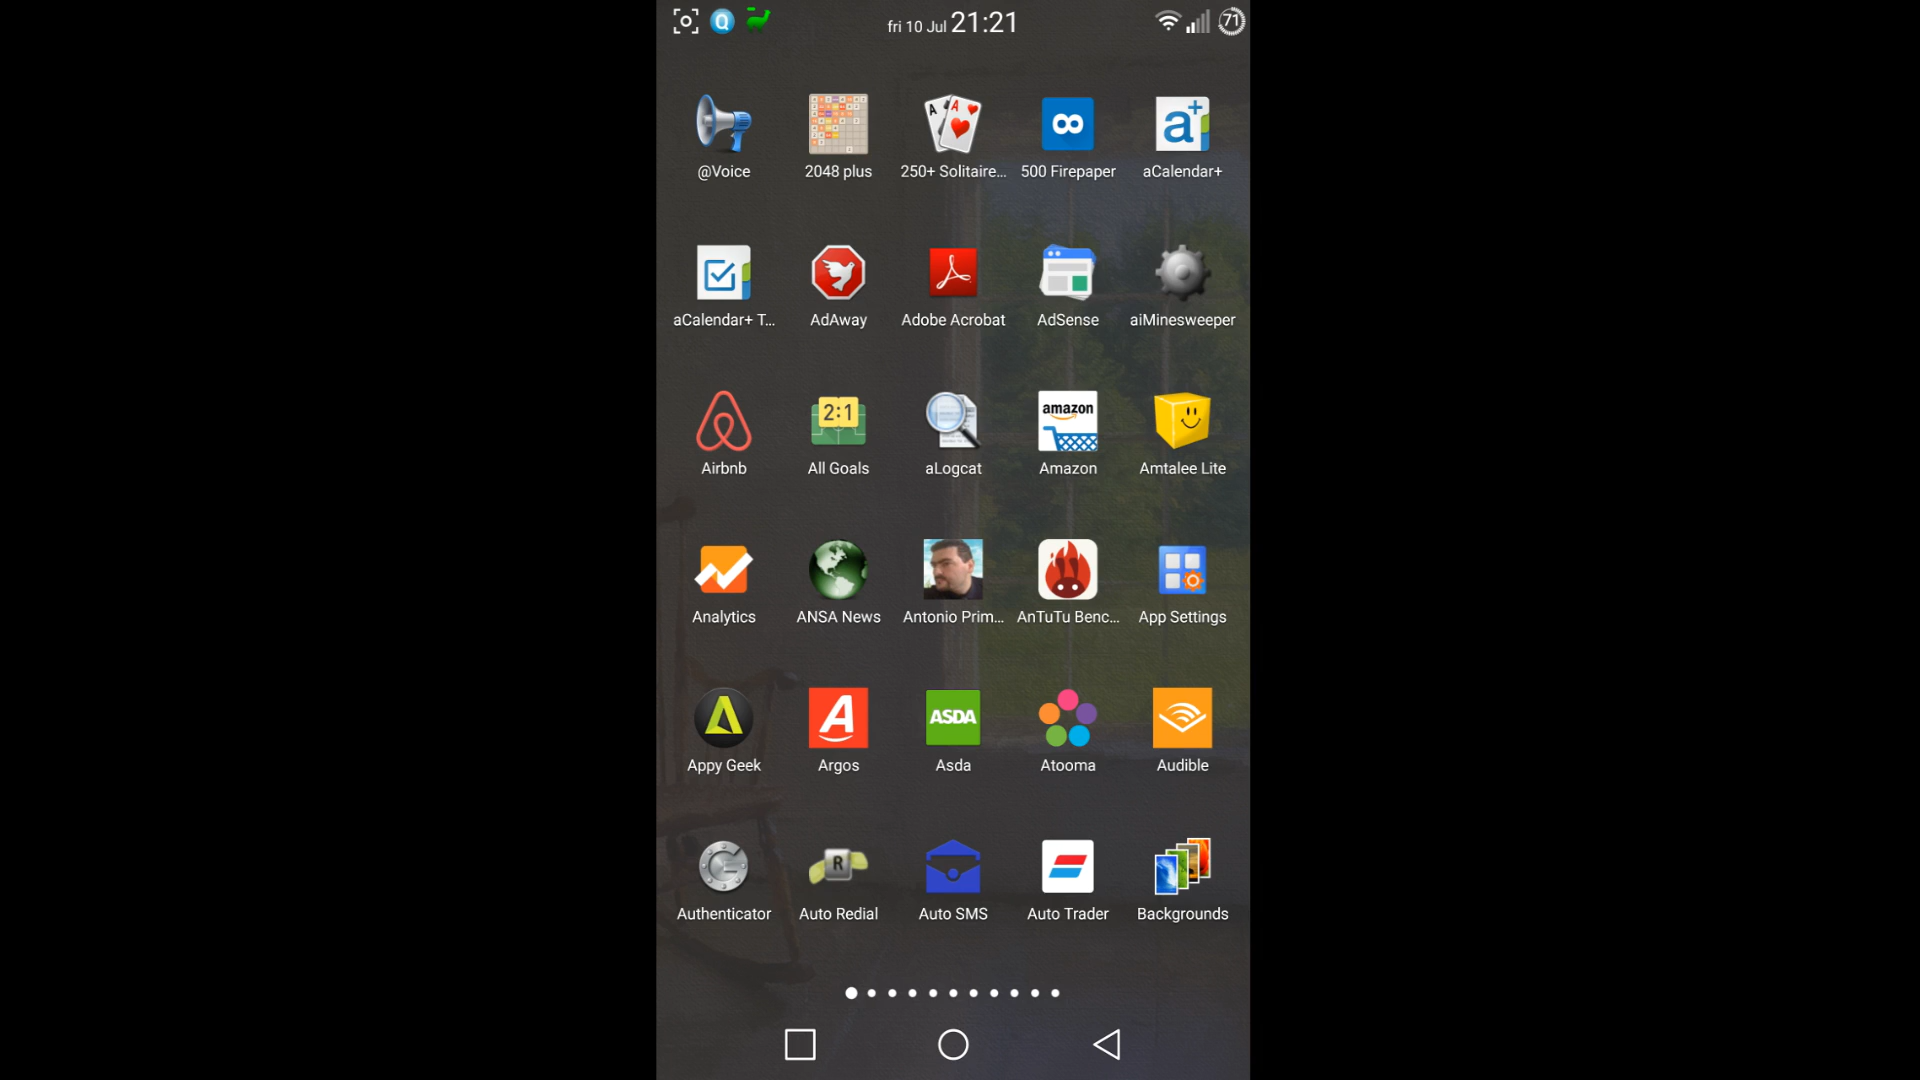 fri 10 Jul 21:21
71
@Voice 2048 plus 250+ Solitaire... 500 Firepaper aCalendar+
aCalendar+ T... AdAway Adobe Acrobat AdSense aiMinesweeper
2:1
amazon
Airbnb All Goals aLogcat Amazon Amtalee Lite
Analytics ANSA News Antonio Prim... AnTuTu Benc... App Settings
ASDA
Appy Geek Argos Asda Atooma Audible
R
Authenticator Auto Redial Auto SMS Auto Trader Backgrounds